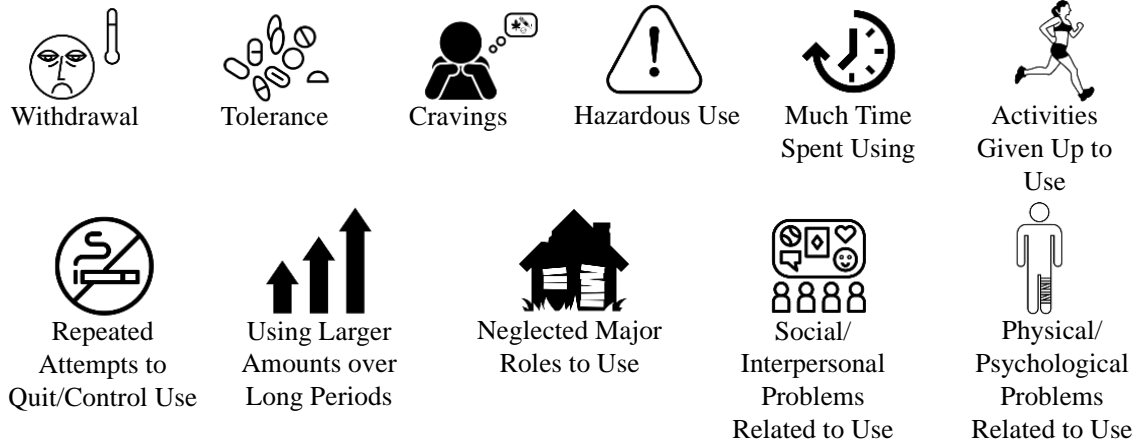 Withdrawal
Tolerance
Cravings
Hazardous Use
Much Time
Spent Using
Activities
Given Up to
Use
Repeated
Attempts to
Quit/Control Use
Using Larger
Amounts over
Long Periods
Neglected Major
Roles to Use
Social/
Interpersonal
Problems
Related to Use
Physical/
Psychological
Problems
Related to Use